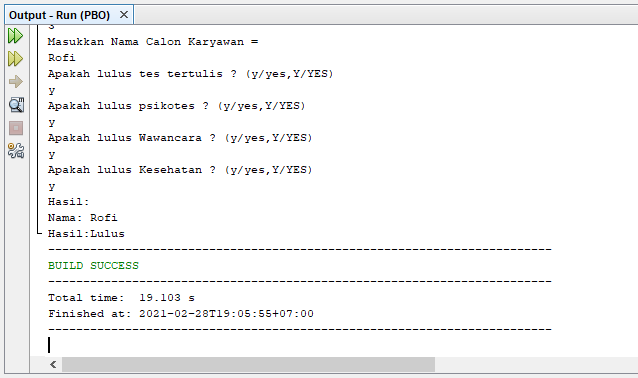 Output - Run (PBO)
3
Masukkan Nama Calon Karyawan =
Rofi
Apakah lulus tes tertulis ? (y/yes,Y/YES)
y
Apakah lulus psikotes ? (y/yes,Y/YES)
y
Apakah lulus Wawancara ? (y/yes,Y/YES)
y
Apakah lulus Kesehatan ? (y/yes,Y/YES)
y
Hasil:
Nama: Rofi
Hasil:Lulus
------------------------------------------------------------------------
BUILD SUCCESS
------------------------------------------------------------------------
Total time:  19.103 s
Finished at: 2021-02-28T19:05:55+07:00
------------------------------------------------------------------------